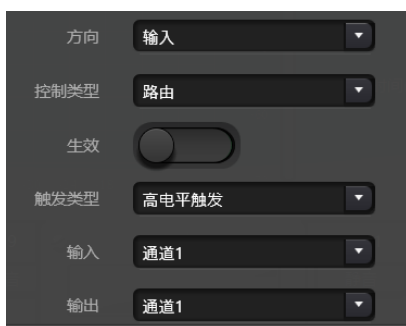 方向 输入
控制类型 路由
生效
触发类型 高电平触发
输入 通道1
输出 通道1